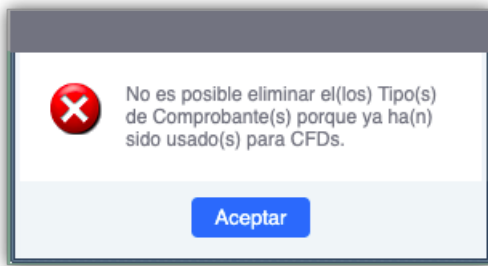 No es posible eliminar el(los) Tipo(s)
de Comprobante(s) porque ya ha(n)
sido usado(s) para CFDs.
Aceptar